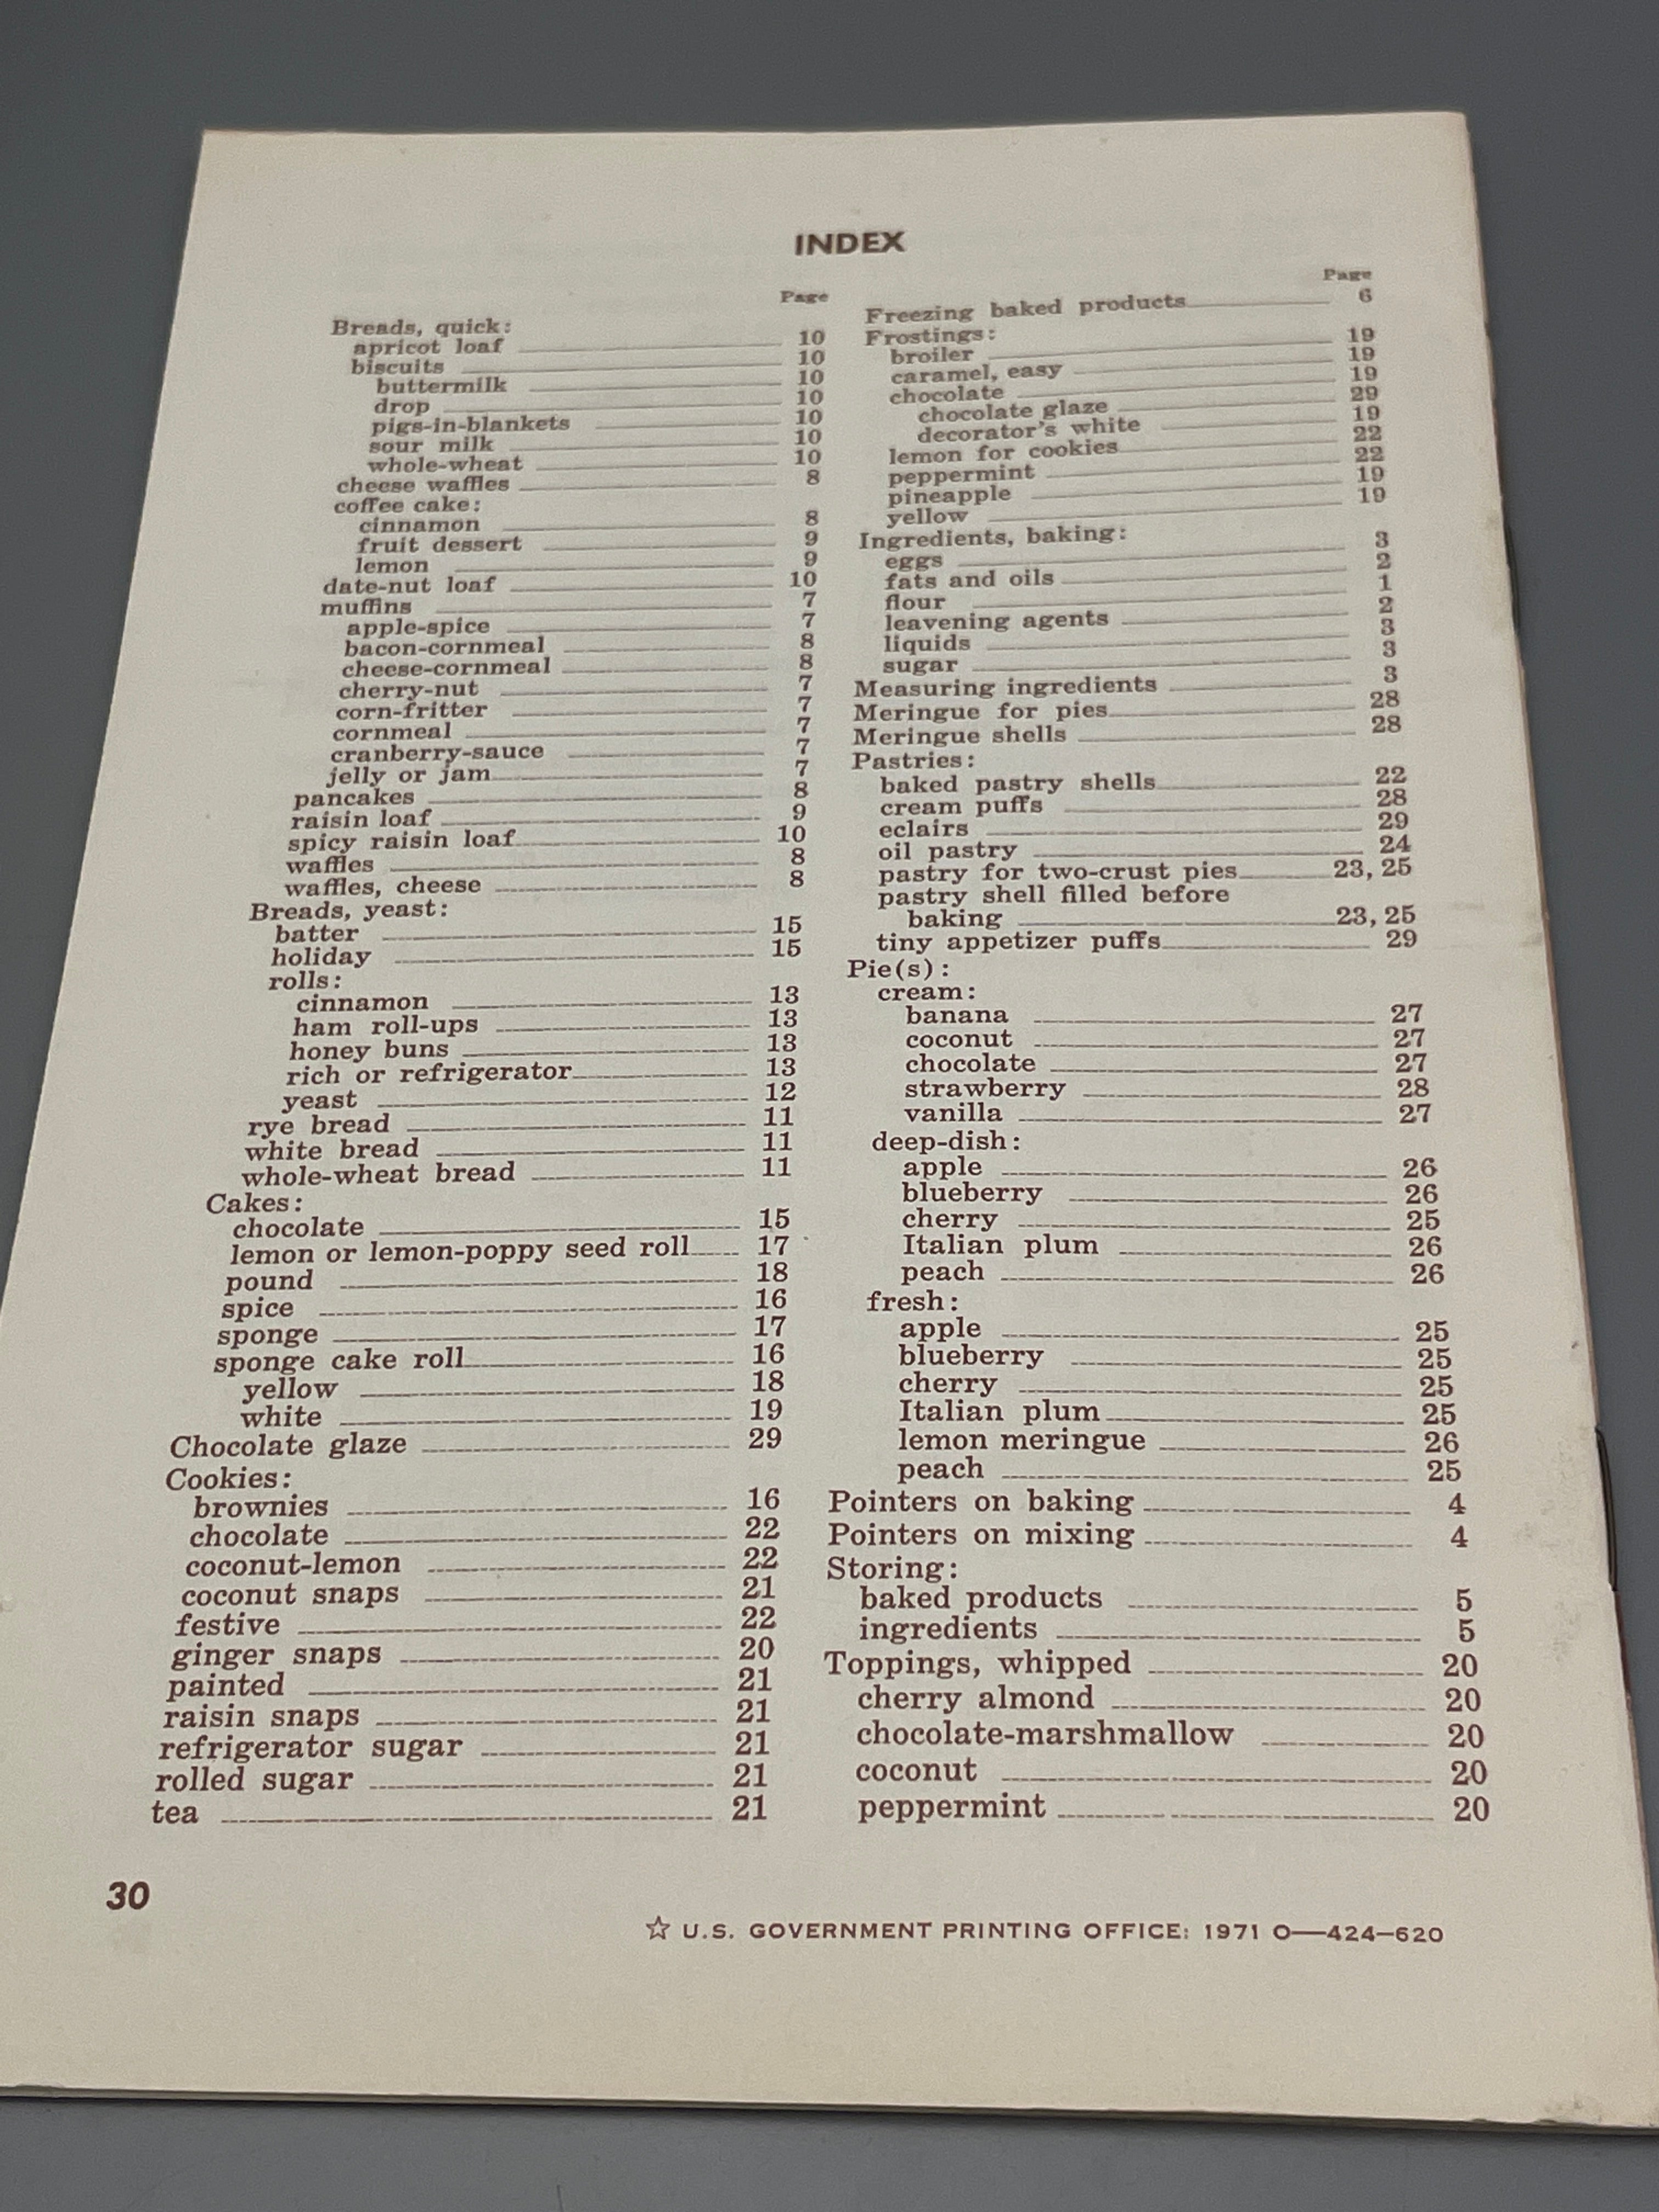 INDEX
Page
Breads, quick:
apricot loaf 10
biscuits 10
buttermilk 10
drop 10
pigs-in-blankets 10
sour milk 10
whole-wheat 10
cheese waffles 8
coffee cake:
cinnamon 8
fruit dessert 9
lemon 9
date-nut loaf 10
muffins 7
apple-spice 7
bacon-cornmeal 8
cheese-cornmeal 8
cherry-nut 7
corn-fritter 7
cornmeal 7
cranberry-sauce 7
jelly or jam 7
pancakes 8
raisin loaf 9
spicy raisin loaf 10
waffles 8
waffles, cheese 8
Breads, yeast:
batter 15
holiday 15
rolls:
cinnamon 13
ham roll-ups 13
honey buns 13
rich or refrigerator 13
yeast 12
rye bread 11
white bread 11
whole-wheat bread 11
Cakes:
chocolate 15
lemon or lemon-poppy seed roll 17
pound 18
spice 16
sponge 17
sponge cake roll 16
yellow 18
white 19
Chocolate glaze 29
Cookies:
brownies 16
chocolate 22
coconut-lemon 22
coconut snaps 21
festive 22
ginger snaps 20
painted 21
raisin snaps 21
refrigerator sugar 21
rolled sugar 21
tea 21
Page
Freezing baked products 6
Frostings:
broiler 19
caramel, easy 19
chocolate 19
chocolate glaze 29
decorator's white 19
lemon for cookies 22
peppermint 22
pineapple 19
yellow 19
Ingredients, baking:
eggs 3
fats and oils 2
flour 1
leavening agents 2
liquids 3
sugar 3
Measuring ingredients 3
Meringue for pies 28
Meringue shells 28
Pastries:
baked pastry shells 22
cream puffs 28
eclairs 29
oil pastry 24
pastry for two-crust pies 23, 25
pastry shell filled before
baking 23, 25
tiny appetizer puffs 29
Pie(s):
cream:
banana 27
coconut 27
chocolate 27
strawberry 28
vanilla 27
deep-dish:
apple 26
blueberry 26
cherry 25
Italian plum 26
peach 26
fresh:
apple 25
blueberry 25
cherry 25
Italian plum 25
lemon meringue 26
peach 25
Pointers on baking 4
Pointers on mixing 4
Storing:
baked products 5
ingredients 5
Toppings, whipped 20
cherry almond 20
chocolate-marshmallow 20
coconut 20
peppermint 20
30
☆ U.S. GOVERNMENT PRINTING OFFICE: 1971 O—424-620